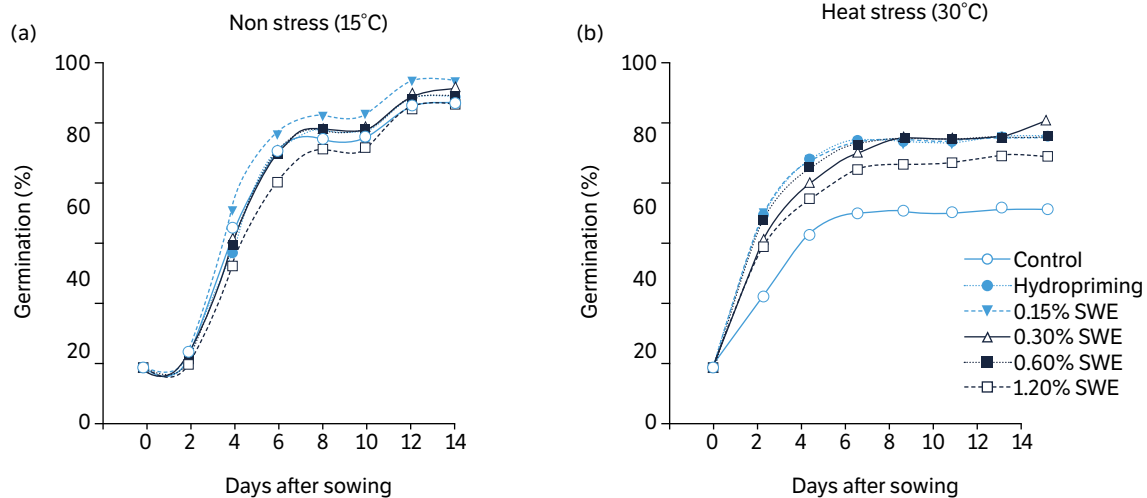 Non stress (15°C)
(a)
100
80
60
40
20
0
Germination (%)
0 2 4 6 8 10 12 14
Days after sowing
Heat stress (30°C)
(b)
100
80
60
40
20
0
Germination (%)
0 2 4 6 8 10 12 14
Days after sowing
Control
Hydropriming
0.15% SWE
0.30% SWE
0.60% SWE
1.20% SWE